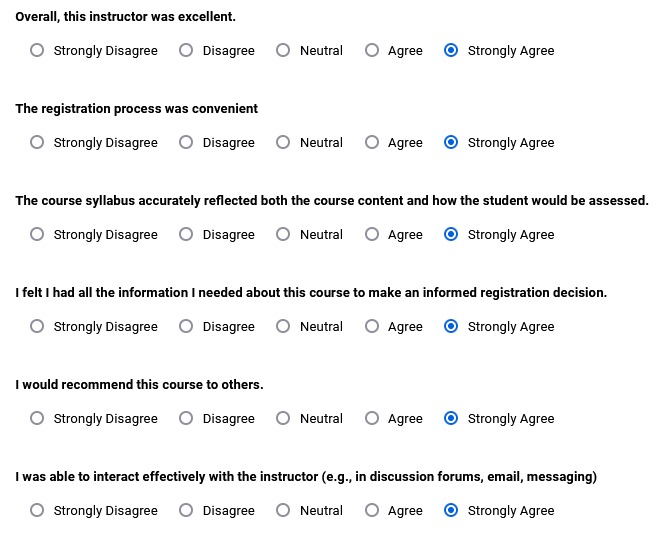 Overall, this instructor was excellent.
Strongly Disagree Disagree Neutral Agree Strongly Agree
The registration process was convenient
Strongly Disagree Disagree Neutral Agree Strongly Agree
The course syllabus accurately reflected both the course content and how the student would be assessed.
Strongly Disagree Disagree Neutral Agree Strongly Agree
I felt I had all the information I needed about this course to make an informed registration decision.
Strongly Disagree Disagree Neutral Agree Strongly Agree
I would recommend this course to others.
Strongly Disagree Disagree Neutral Agree Strongly Agree
I was able to interact effectively with the instructor (e.g., in discussion forums, email, messaging)
Strongly Disagree Disagree Neutral Agree Strongly Agree